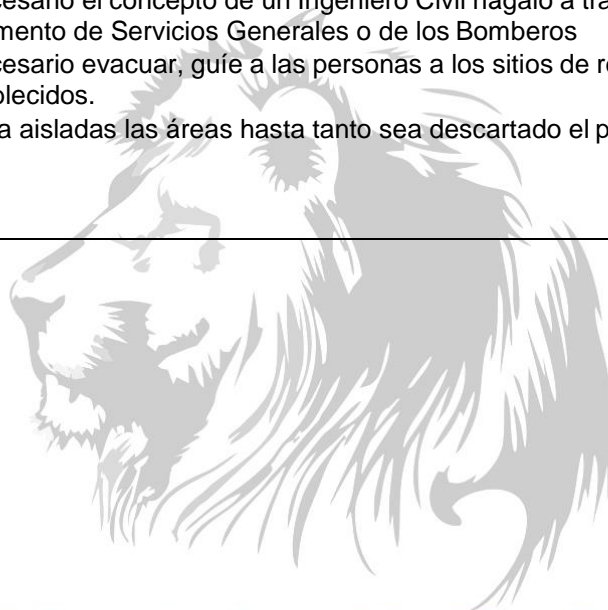 cesario el concepto de un Ingeniero Civil hágalo a tra
mento de Servicios Generales o de los Bomberos
cesario evacuar, guíe a las personas a los sitios de re
olecidos.
a aisladas las áreas hasta tanto sea descartado el p